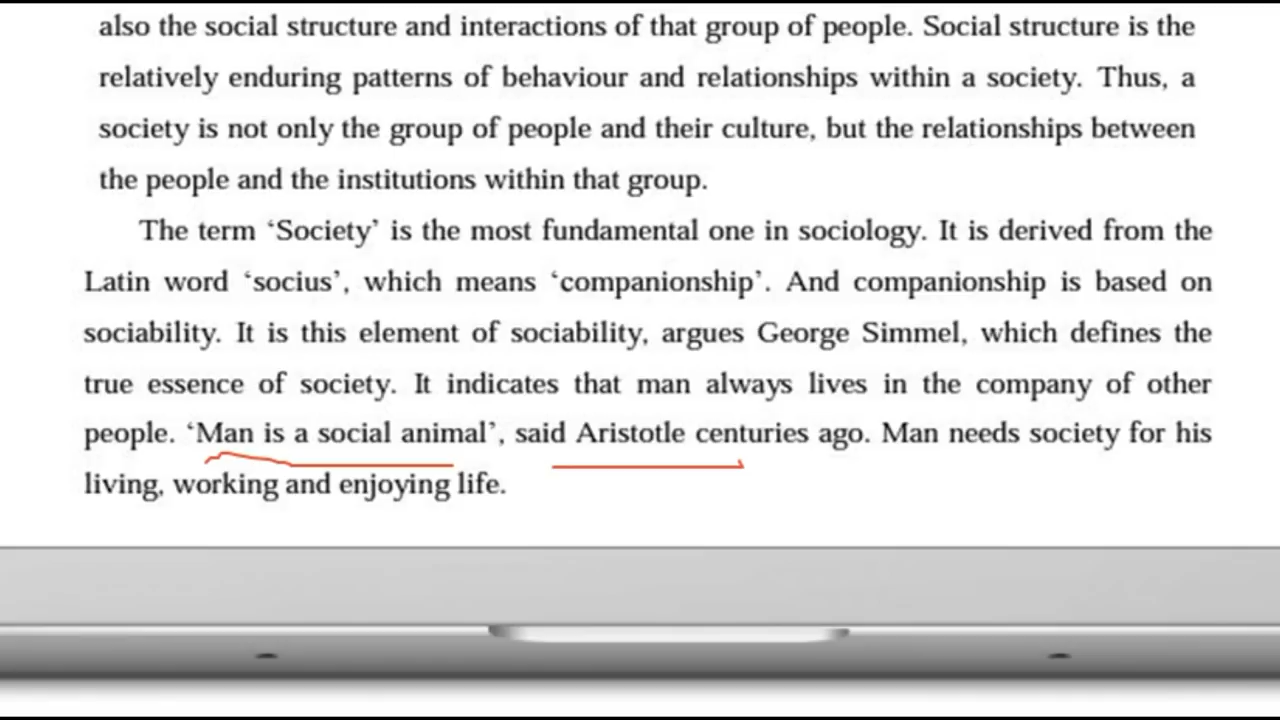 also the social structure and interactions of that group of people. Social structure is the
relatively enduring patterns of behaviour and relationships within a society. Thus, a
society is not only the group of people and their culture, but the relationships between
the people and the institutions within that group.
The term ‘Society’ is the most fundamental one in sociology. It is derived from the
Latin word ‘socius’, which means ‘companionship’. And companionship is based on
sociability. It is this element of sociability, argues George Simmel, which defines the
true essence of society. It indicates that man always lives in the company of other
people. ‘Man is a social animal’, said Aristotle centuries ago. Man needs society for his
living, working and enjoying life.